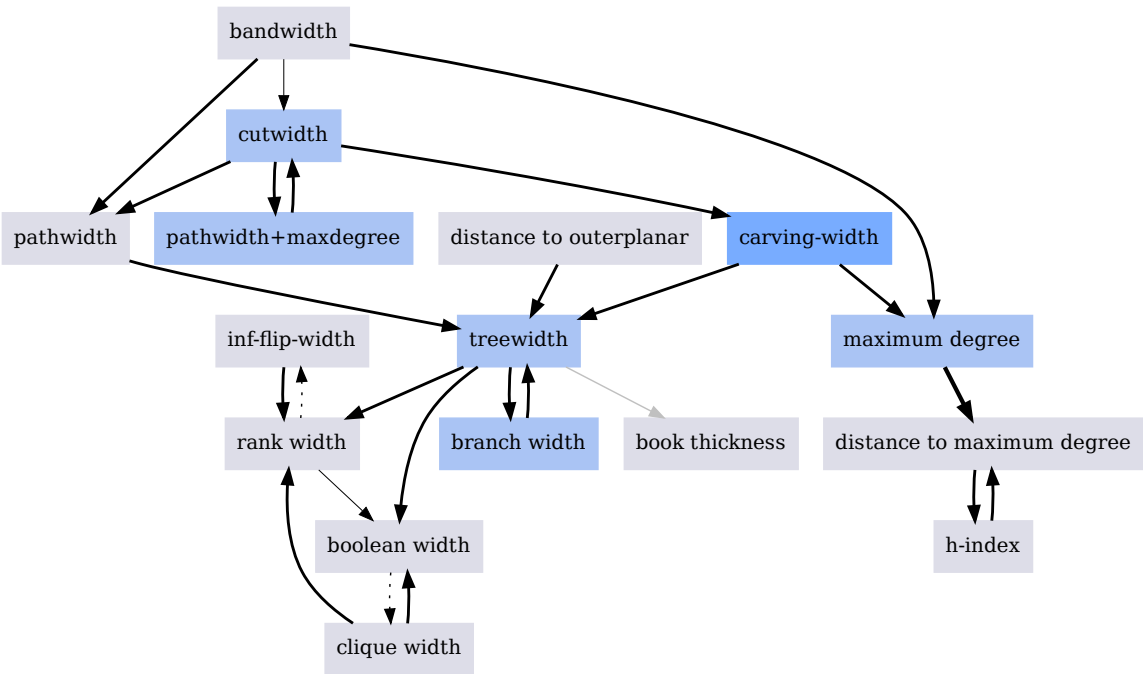 bandwidth
cutwidth
pathwidth
pathwidth+maxdegree
distance to outerplanar
carving-width
inf-flip-width
treewidth
maximum degree
rank width
branch width
book thickness
distance to maximum degree
boolean width
h-index
clique width